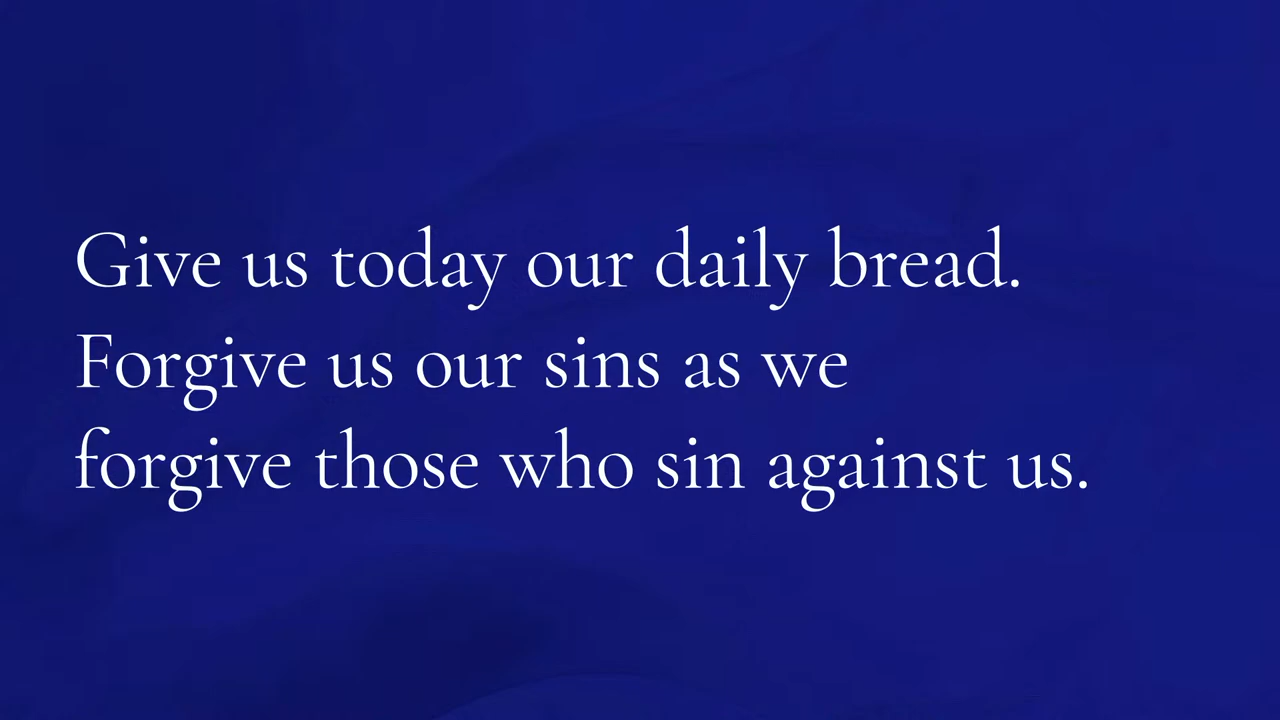 Give us today our daily bread.
Forgive us our sins as we
forgive those who sin against us.